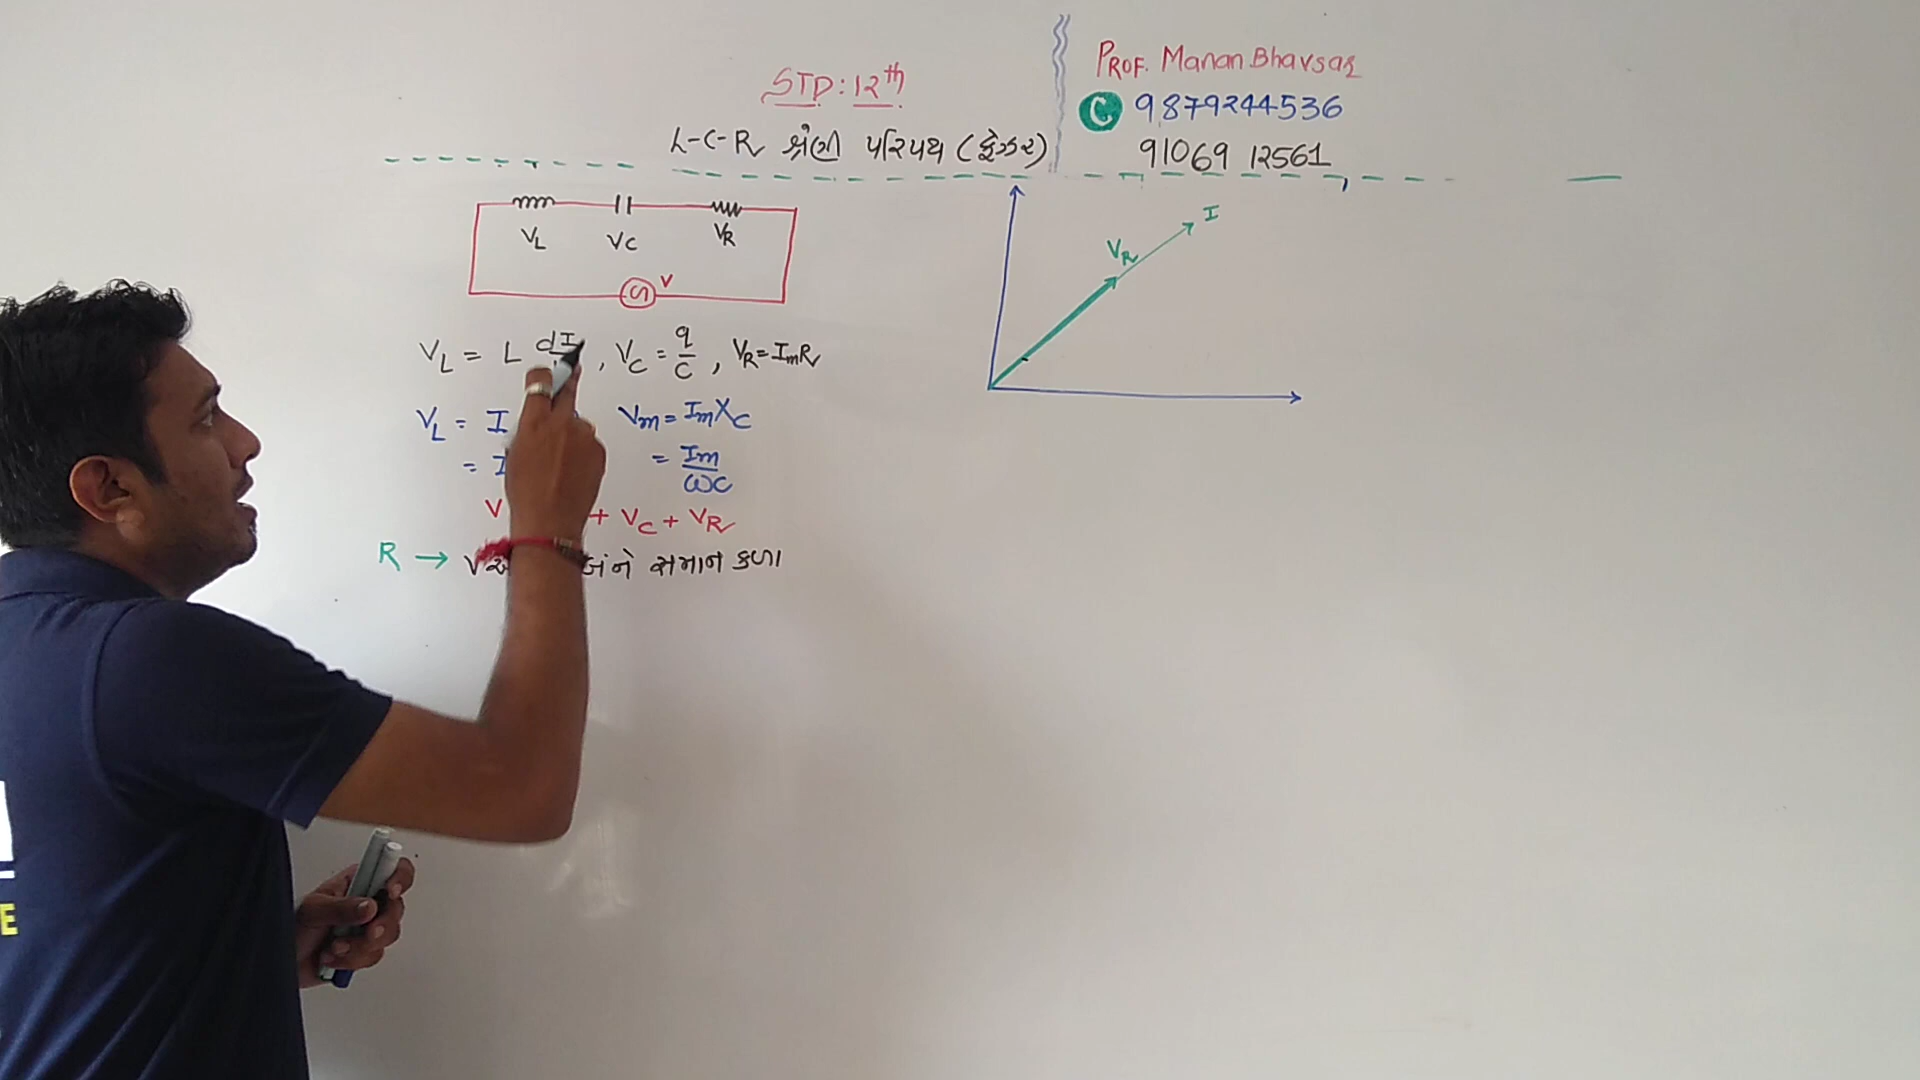 STD: 12th
L-C-R શ્રેણી પરિપથ (ફેઝર)
PROF. Manan Bhavsar
C 9879244536
91069 12561
VL VC VR
V
VL = L dI , VC = q/C , VR = ImR
VL = I Vm = ImXC
= I = Im/ωC
V + VC + VR
R → V બંને સમાન કળા
I
VR
E